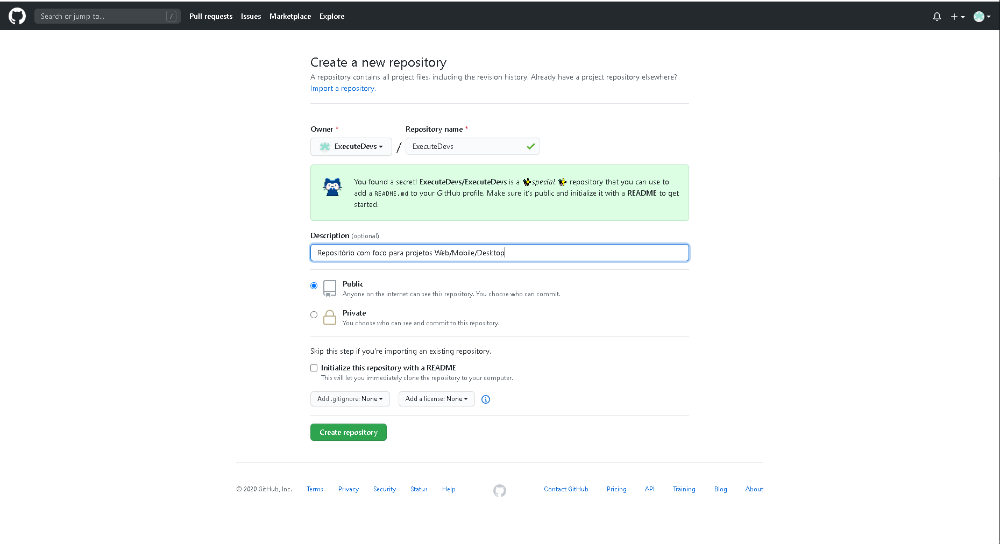 Search or jump to...
/
Pull requests
Issues
Marketplace
Explore
Create a new repository
A repository contains all project files, including the revision history. Already have a project repository elsewhere?
Import a repository.
Owner *
Repository name *
ExecuteDevs
/
ExecuteDevs
You found a secret! ExecuteDevs/ExecuteDevs is a ✨special ✨ repository that you can use to
add a README.md to your GitHub profile. Make sure it's public and initialize it with a README to get
started.
Description (optional)
Repositório com foco para projetos Web/Mobile/Desktop
Public
Anyone on the internet can see this repository. You choose who can commit.
Private
You choose who can see and commit to this repository.
Skip this step if you're importing an existing repository.
Initialize this repository with a README
This will let you immediately clone the repository to your computer.
Add .gitignore: None
Add a license: None
Create repository
© 2020 GitHub, Inc.
Terms
Privacy
Security
Status
Help
Contact GitHub
Pricing
API
Training
Blog
About